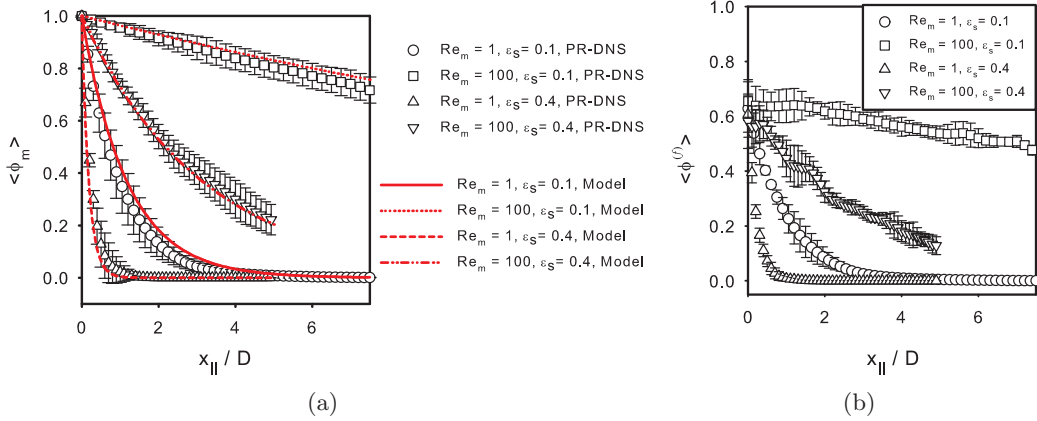 1.0
0.8
0.6
0.4
0.2
0.0
<ϕm>
0 2 4 6
x|| / D
Rem = 1, εs= 0.1, PR-DNS
Rem = 100, εs= 0.1, PR-DNS
Rem = 1, εs= 0.4, PR-DNS
Rem = 100, εs= 0.4, PR-DNS
Rem = 1, εs= 0.1, Model
Rem = 100, εs= 0.1, Model
Rem = 1, εs= 0.4, Model
Rem = 100, εs= 0.4, Model
(a)
1.0
0.8
0.6
0.4
0.2
0.0
<ϕ(S)>
0 2 4 6
x|| / D
Rem = 1, εs= 0.1
Rem = 100, εs= 0.1
Rem = 1, εs= 0.4
Rem = 100, εs= 0.4
(b)